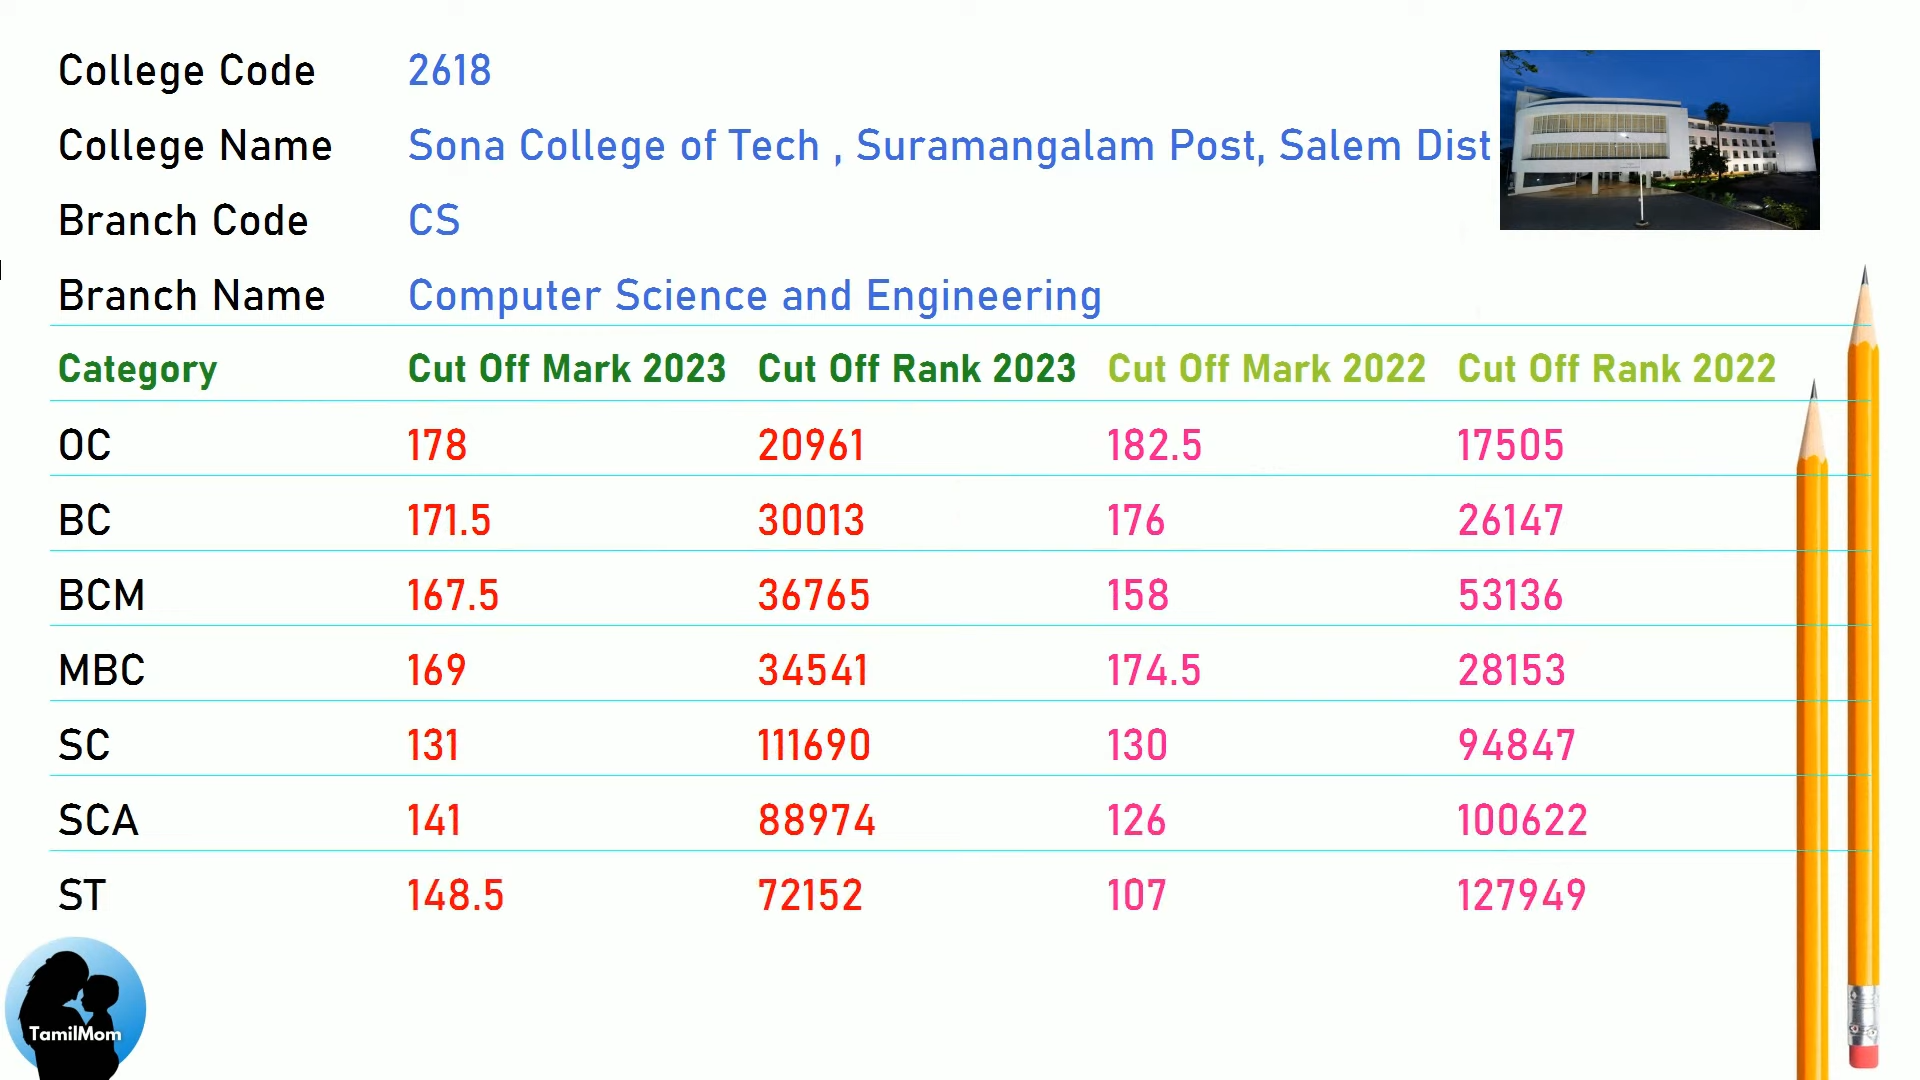 College Code 2618
College Name Sona College of Tech , Suramangalam Post, Salem Dist
Branch Code CS
Branch Name Computer Science and Engineering
Category Cut Off Mark 2023 Cut Off Rank 2023 Cut Off Mark 2022 Cut Off Rank 2022
OC 178 20961 182.5 17505
BC 171.5 30013 176 26147
BCM 167.5 36765 158 53136
MBC 169 34541 174.5 28153
SC 131 111690 130 94847
SCA 141 88974 126 100622
ST 148.5 72152 107 127949
TamilMom